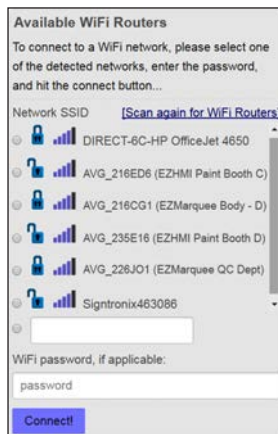 Available WiFi Routers
To connect to a WiFi network, please select one
of the detected networks, enter the password,
and hit the connect button...
Network SSID [Scan again for WiFi Routers]
DIRECT-6C-HP OfficeJet 4650
AVG_216ED6 (EZHMI Paint Booth C)
AVG_216CG1 (EZMarquee Body - D)
AVG_235E16 (EZHMI Paint Booth D)
AVG_226JO1 (EZMarquee QC Dept)
Signtronix463086
WiFi password, if applicable:
password
Connect!